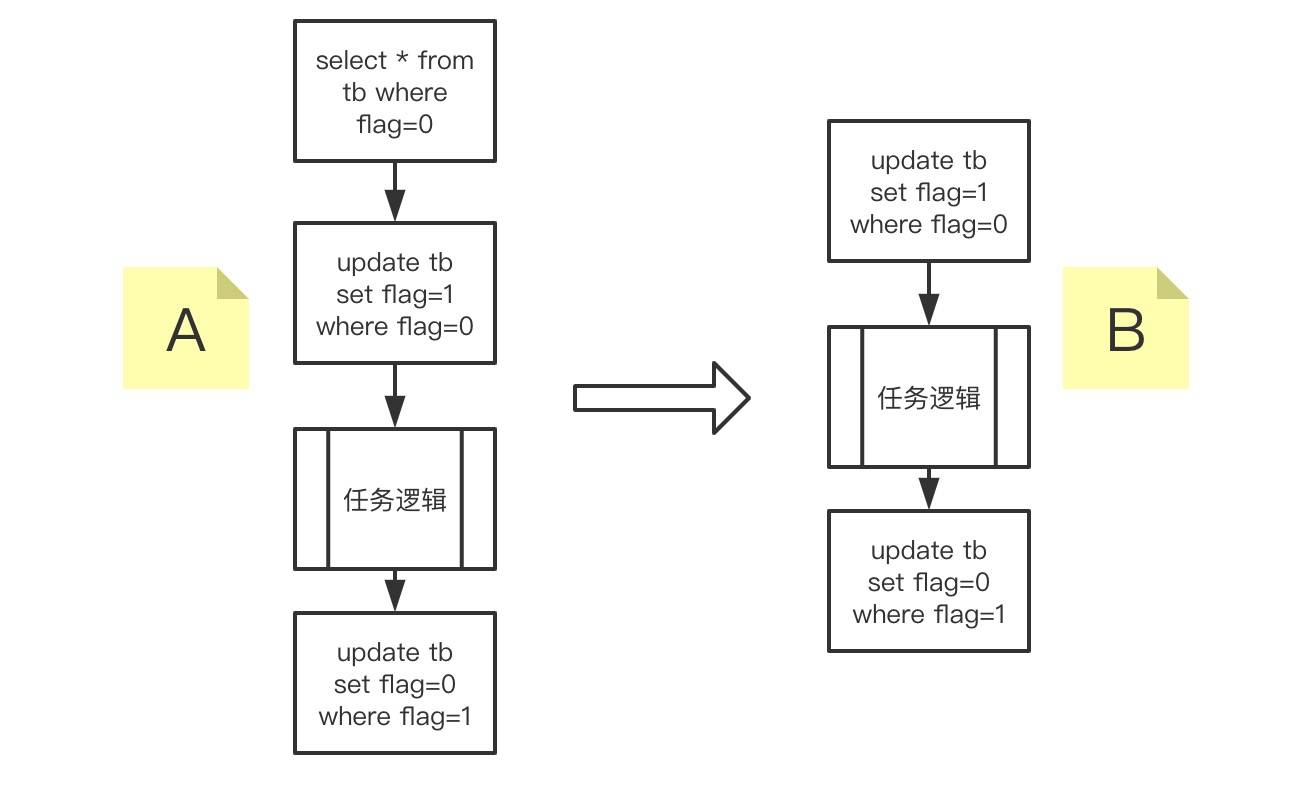 select * from
tb where
flag=0
update tb
set flag=1
where flag=0
A
任务逻辑
update tb
set flag=0
where flag=1
update tb
set flag=1
where flag=0
B
任务逻辑
update tb
set flag=0
where flag=1